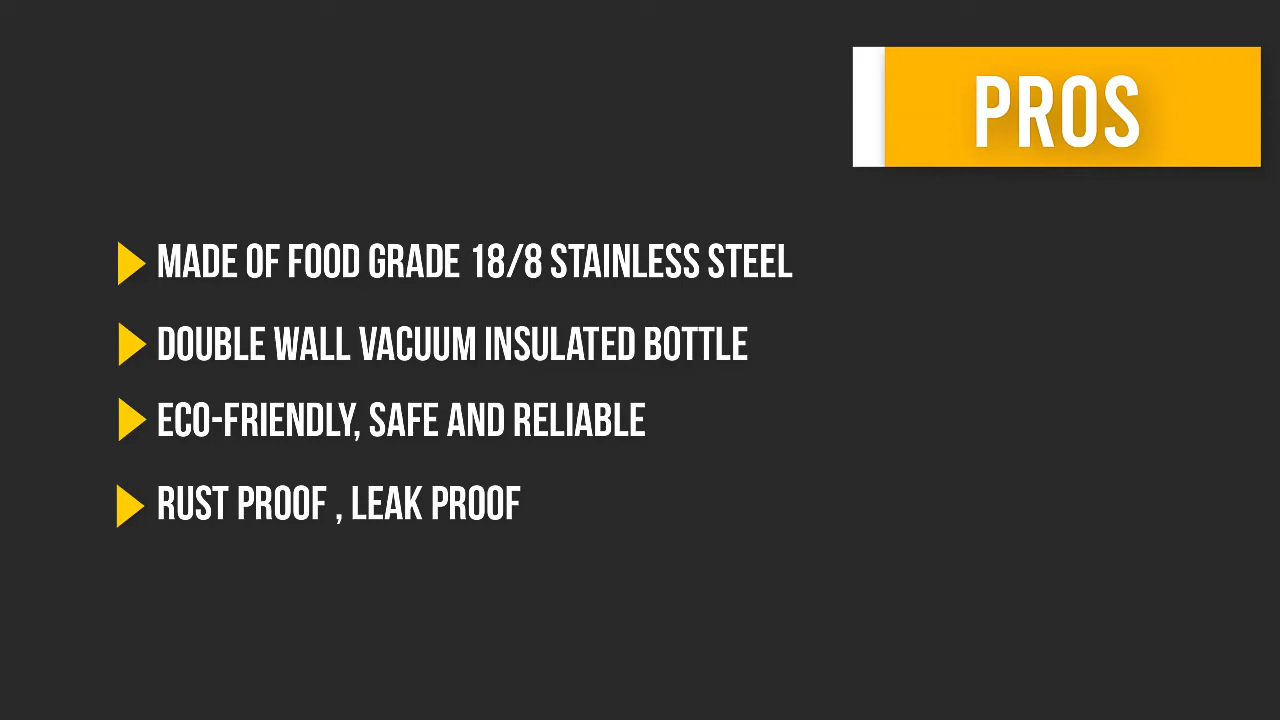 PROS
MADE OF FOOD GRADE 18/8 STAINLESS STEEL
DOUBLE WALL VACUUM INSULATED BOTTLE
ECO-FRIENDLY, SAFE AND RELIABLE
RUST PROOF , LEAK PROOF